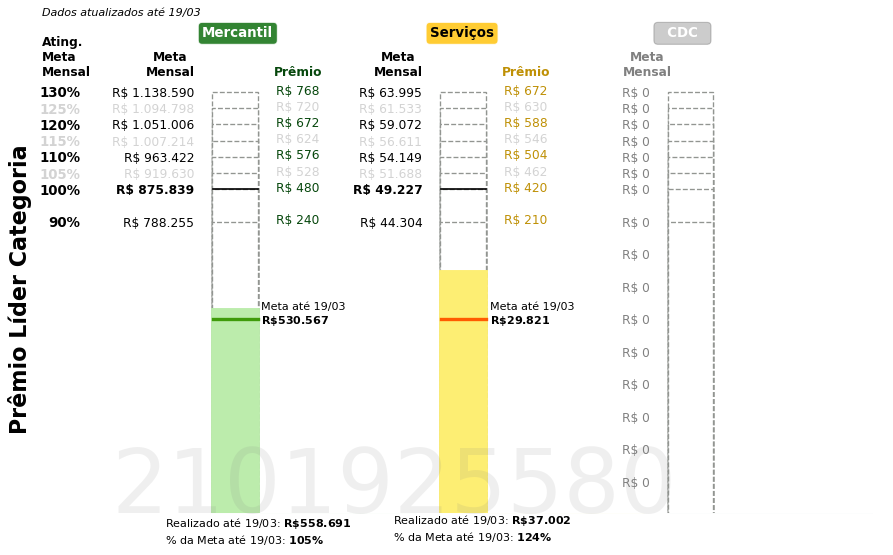 Dados atualizados até 19/03
Mercantil Serviços CDC
Ating. Meta Mensal
Meta Mensal Prêmio Meta Mensal Prêmio Meta Mensal
130% R$ 1.138.590 R$ 768 R$ 63.995 R$ 672 R$ 0
125% R$ 1.094.798 R$ 720 R$ 61.533 R$ 630 R$ 0
120% R$ 1.051.006 R$ 672 R$ 59.072 R$ 588 R$ 0
115% R$ 1.007.214 R$ 624 R$ 56.611 R$ 546 R$ 0
110% R$ 963.422 R$ 576 R$ 54.149 R$ 504 R$ 0
105% R$ 919.630 R$ 528 R$ 51.688 R$ 462 R$ 0
100% R$ 875.839 R$ 480 R$ 49.227 R$ 420 R$ 0
90% R$ 788.255 R$ 240 R$ 44.304 R$ 210 R$ 0
R$ 0
R$ 0
Meta até 19/03 Meta até 19/03
R$530.567 R$29.821 R$ 0
R$ 0
R$ 0
R$ 0
R$ 0
R$ 0
Prêmio Líder Categoria
2101925580
Realizado até 19/03: R$558.691 Realizado até 19/03: R$37.002
% da Meta até 19/03: 105% % da Meta até 19/03: 124%